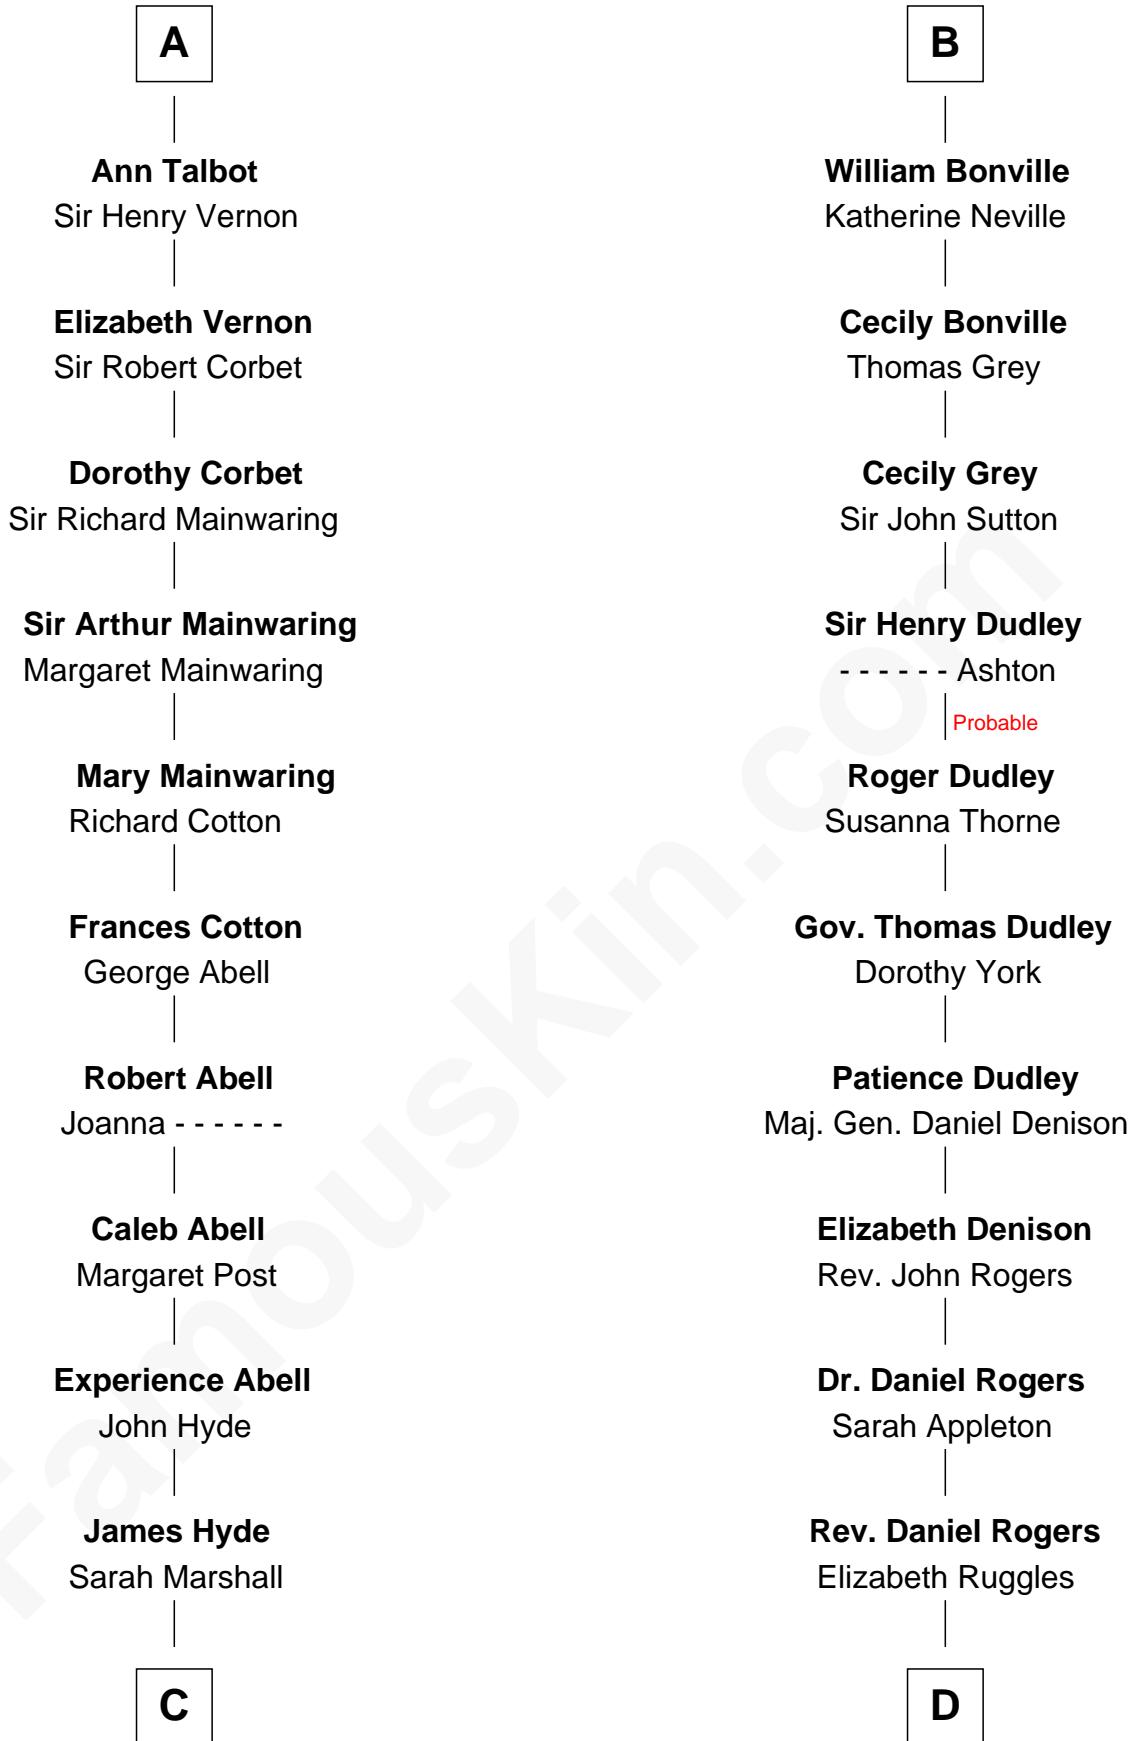 A
Ann Talbot
Sir Henry Vernon
Elizabeth Vernon
Sir Robert Corbet
Dorothy Corbet
Sir Richard Mainwaring
Sir Arthur Mainwaring
Margaret Mainwaring
Mary Mainwaring
Richard Cotton
Frances Cotton
George Abell
Robert Abell
Joanna - - - - - -
Caleb Abell
Margaret Post
Experience Abell
John Hyde
James Hyde
Sarah Marshall
C
B
William Bonville
Katherine Neville
Cecily Bonville
Thomas Grey
Cecily Grey
Sir John Sutton
Sir Henry Dudley
- - - - - - Ashton
Probable
Roger Dudley
Susanna Thorne
Gov. Thomas Dudley
Dorothy York
Patience Dudley
Maj. Gen. Daniel Denison
Elizabeth Denison
Rev. John Rogers
Dr. Daniel Rogers
Sarah Appleton
Rev. Daniel Rogers
Elizabeth Ruggles
D
FamousKin.com